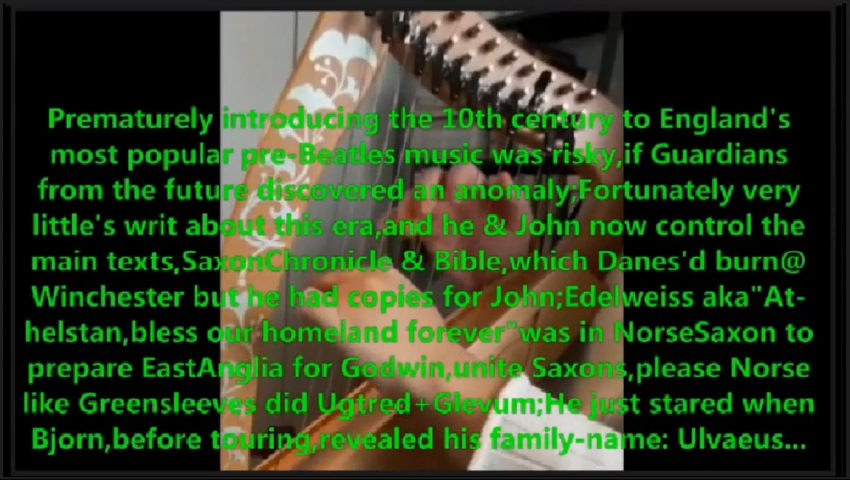 Prematurely introducing the 10th century to England's
most popular pre-Beatles music was risky,if Guardians
from the future discovered an anomaly;Fortunately very
little's writ about this era,and he & John now control the
main texts,SaxonChronicle & Bible,which Danes'd burn@
Winchester but he had copies for John;Edelweiss aka"At-
helstan,bless our homeland forever"was in NorseSaxon to
prepare EastAnglia for Godwin,unite Saxons,please Norse
like Greensleeves did Ugtred+Glevum;He just stared when
Bjorn,before touring,revealed his family-name: Ulvaeus...